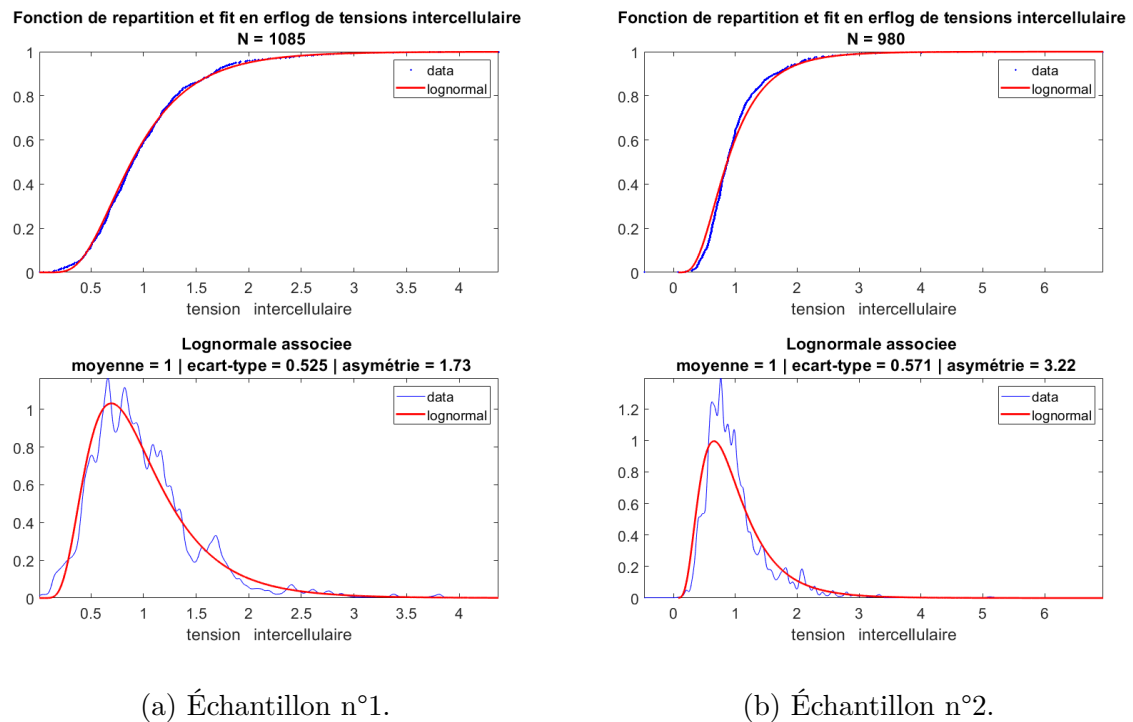 Fonction de repartition et fit en erflog de tensions intercellulaire
N = 1085
1
0.8
0.6
0.4
0.2
0
data
lognormal
0.5 1 1.5 2 2.5 3 3.5 4
tension intercellulaire
Lognormale associee
moyenne = 1 | ecart-type = 0.525 | asymétrie = 1.73
1
0.8
0.6
0.4
0.2
0
data
lognormal
0.5 1 1.5 2 2.5 3 3.5 4
tension intercellulaire
(a) Échantillon n°1.
Fonction de repartition et fit en erflog de tensions intercellulaire
N = 980
1
0.8
0.6
0.4
0.2
0
data
lognormal
0 1 2 3 4 5 6
tension intercellulaire
Lognormale associee
moyenne = 1 | ecart-type = 0.571 | asymétrie = 3.22
1.2
1
0.8
0.6
0.4
0.2
0
data
lognormal
0 1 2 3 4 5 6
tension intercellulaire
(b) Échantillon n°2.